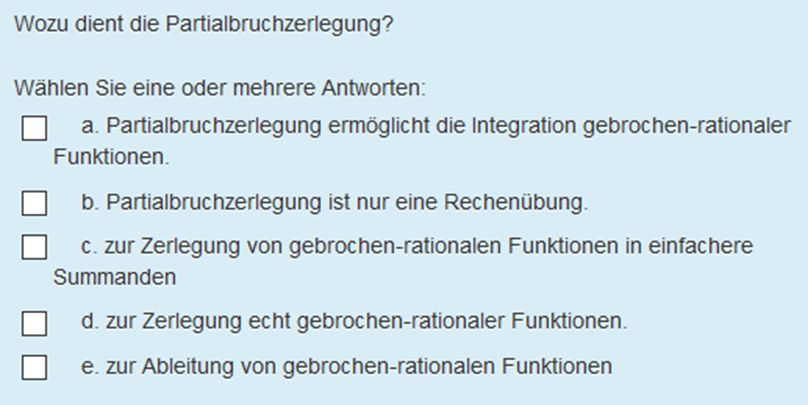 Wozu dient die Partialbruchzerlegung?
Wählen Sie eine oder mehrere Antworten:
a. Partialbruchzerlegung ermöglicht die Integration gebrochen-rationaler
Funktionen.
b. Partialbruchzerlegung ist nur eine Rechenübung.
c. zur Zerlegung von gebrochen-rationalen Funktionen in einfachere
Summanden
d. zur Zerlegung echt gebrochen-rationaler Funktionen.
e. zur Ableitung von gebrochen-rationalen Funktionen